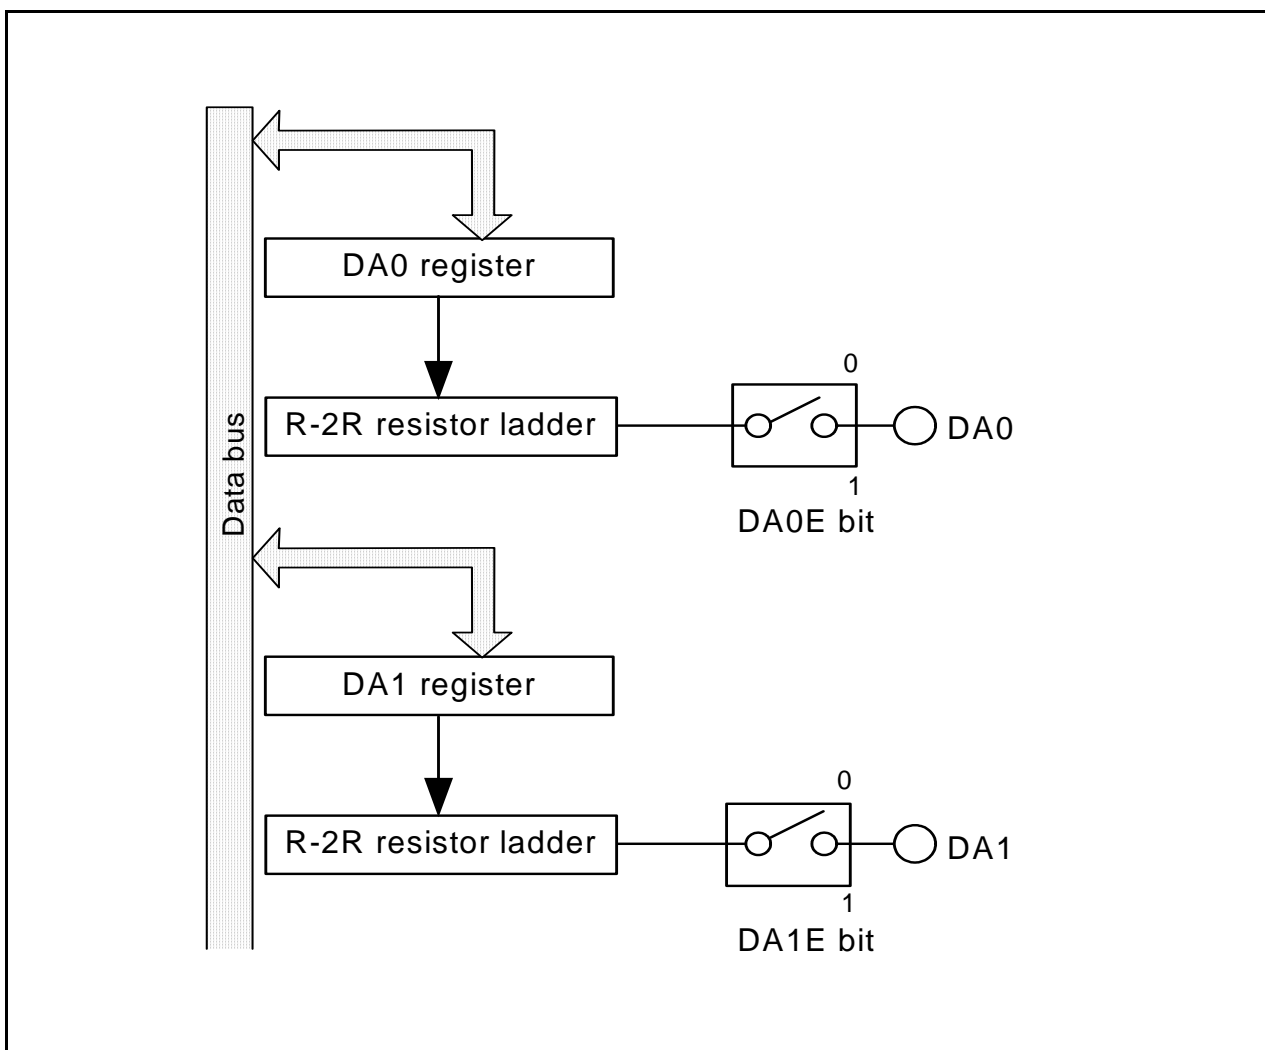 DA0 register
R-2R resistor ladder
0
DA0
1
DA0E bit
Data bus
DA1 register
R-2R resistor ladder
0
DA1
1
DA1E bit